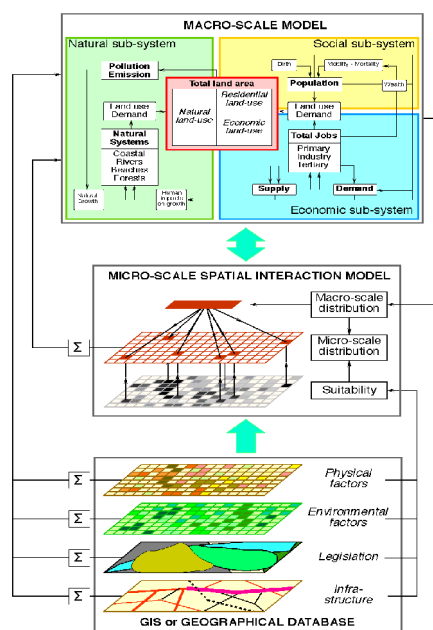 MACRO-SCALE MODEL
Natural sub-system
Social sub-system
Pollution
Emission
Birth
Mortality
Population
Wealth
Total land area
Natural
land-use
Residential
land-use
Economic
land-use
Land use
Demand
Land use
Demand
Natural
Systems
Coastal
Rivers
Beaches
Forests
Total Jobs
Primary
Industry
Tertiary
Natural
Growth
Human
growth
Supply
Demand
Economic sub-system
MICRO-SCALE SPATIAL INTERACTION MODEL
Macro-scale
distribution
Micro-scale
distribution
Suitability
Σ
Σ
Physical
factors
Σ
Environmental
factors
Σ
Legislation
Σ
Infra-
structure
GIS or GEOGRAPHICAL DATABASE